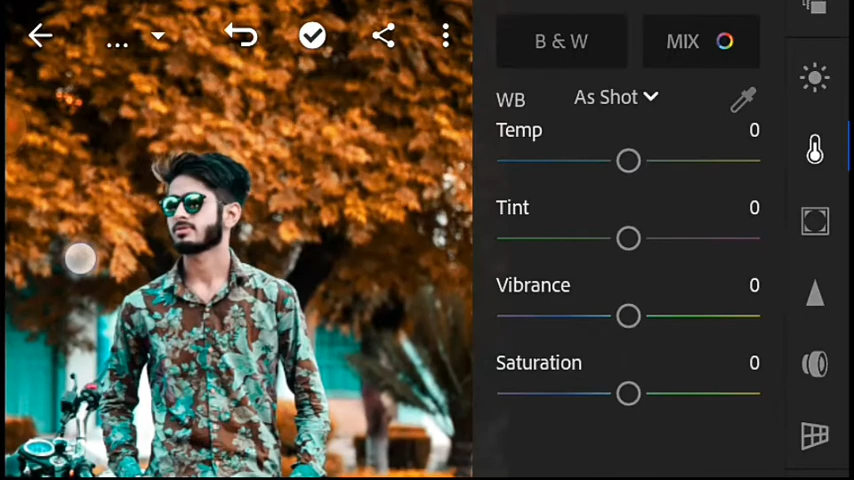 ...
B & W
MIX
WB
As Shot
Temp
0
Tint
0
Vibrance
0
Saturation
0